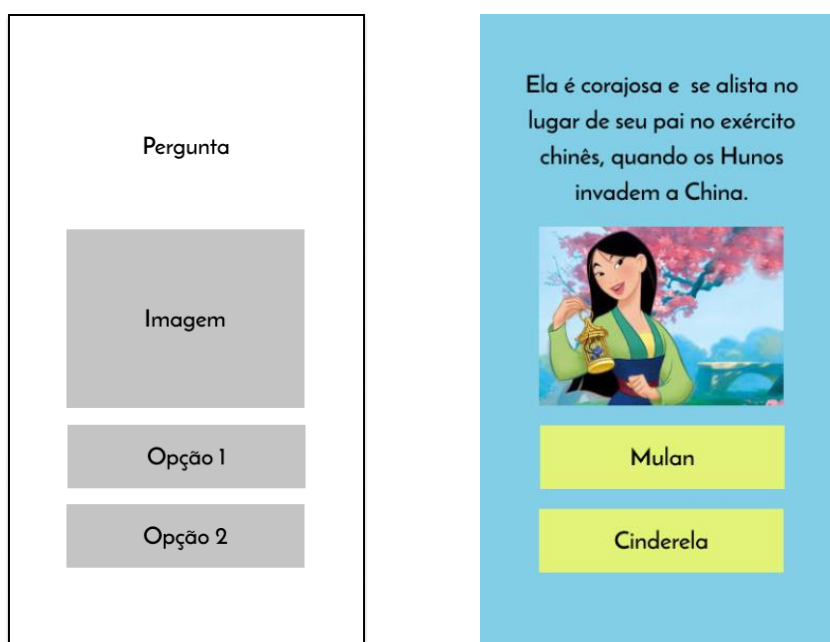 Pergunta
Imagem
Opção 1
Opção 2
Ela é corajosa e se alista no
lugar de seu pai no exército
chinês, quando os Hunos
invadem a China.
Mulan
Cinderela